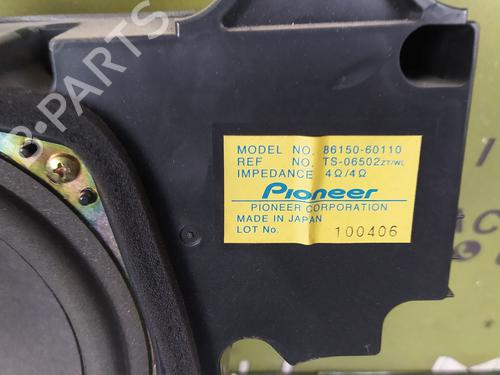 MODEL NO. 86150-60110
REF NO. TS-06502ZT/WL
IMPEDANCE 4Ω/4Ω
Pioneer
PIONEER CORPORATION
MADE IN JAPAN
LOT No. 100406
B-PARTS